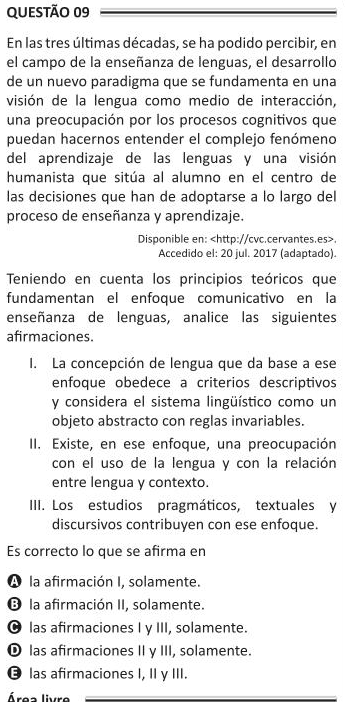 QUESTÃO 09
En las tres últimas décadas, se ha podido percibir, en
el campo de la enseñanza de lenguas, el desarrollo
de un nuevo paradigma que se fundamenta en una
visión de la lengua como medio de interacción,
una preocupación por los procesos cognitivos que
puedan hacernos entender el complejo fenómeno
del aprendizaje de las lenguas y una visión
humanista que sitúa al alumno en el centro de
las decisiones que han de adoptarse a lo largo del
proceso de enseñanza y aprendizaje.
Disponible en: <http://cvc.cervantes.es>.
Accedido el: 20 jul. 2017 (adaptado).
Teniendo en cuenta los principios teóricos que
fundamentan el enfoque comunicativo en la
enseñanza de lenguas, analice las siguientes
afirmaciones.
I. La concepción de lengua que da base a ese
enfoque obedece a criterios descriptivos
y considera el sistema lingüístico como un
objeto abstracto con reglas invariables.
II. Existe, en ese enfoque, una preocupación
con el uso de la lengua y con la relación
entre lengua y contexto.
III. Los estudios pragmáticos, textuales y
discursivos contribuyen con ese enfoque.
Es correcto lo que se afirma en
A la afirmación I, solamente.
B la afirmación II, solamente.
C las afirmaciones I y III, solamente.
D las afirmaciones II y III, solamente.
E las afirmaciones I, II y III.
Área livre